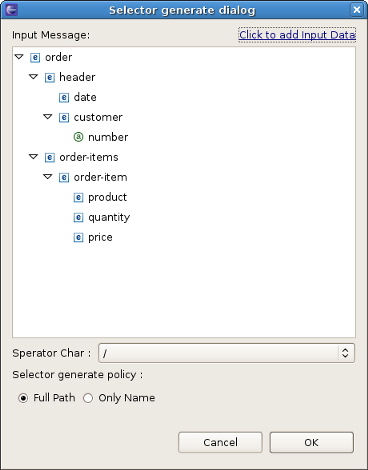 Selector generate dialog
Input Message: Click to add Input Data
e order
e header
e date
e customer
a number
e order-items
e order-item
e product
e quantity
e price
Sperator Char : /
Selector generate policy :
Full Path Only Name
Cancel OK